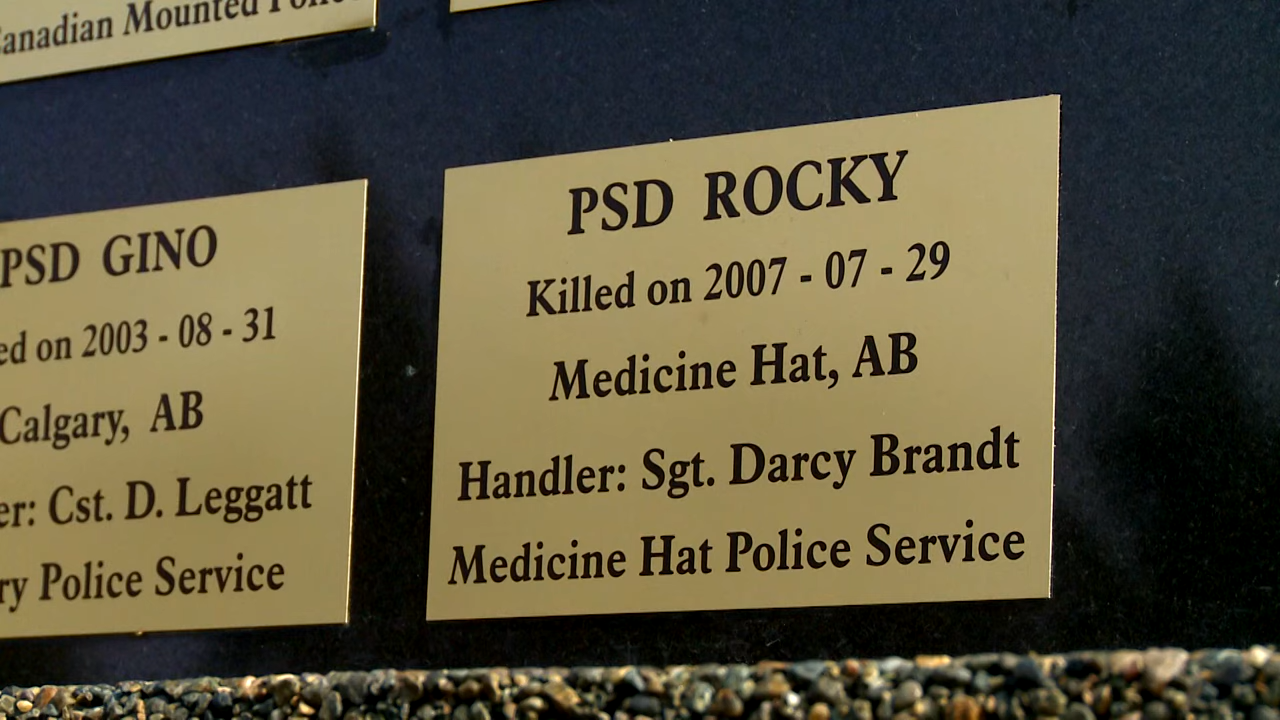 Canadian Mounted
PSD GINO
ed on 2003 - 08 - 31
Calgary, AB
er: Cst. D. Leggatt
ry Police Service
PSD ROCKY
Killed on 2007 - 07 - 29
Medicine Hat, AB
Handler: Sgt. Darcy Brandt
Medicine Hat Police Service